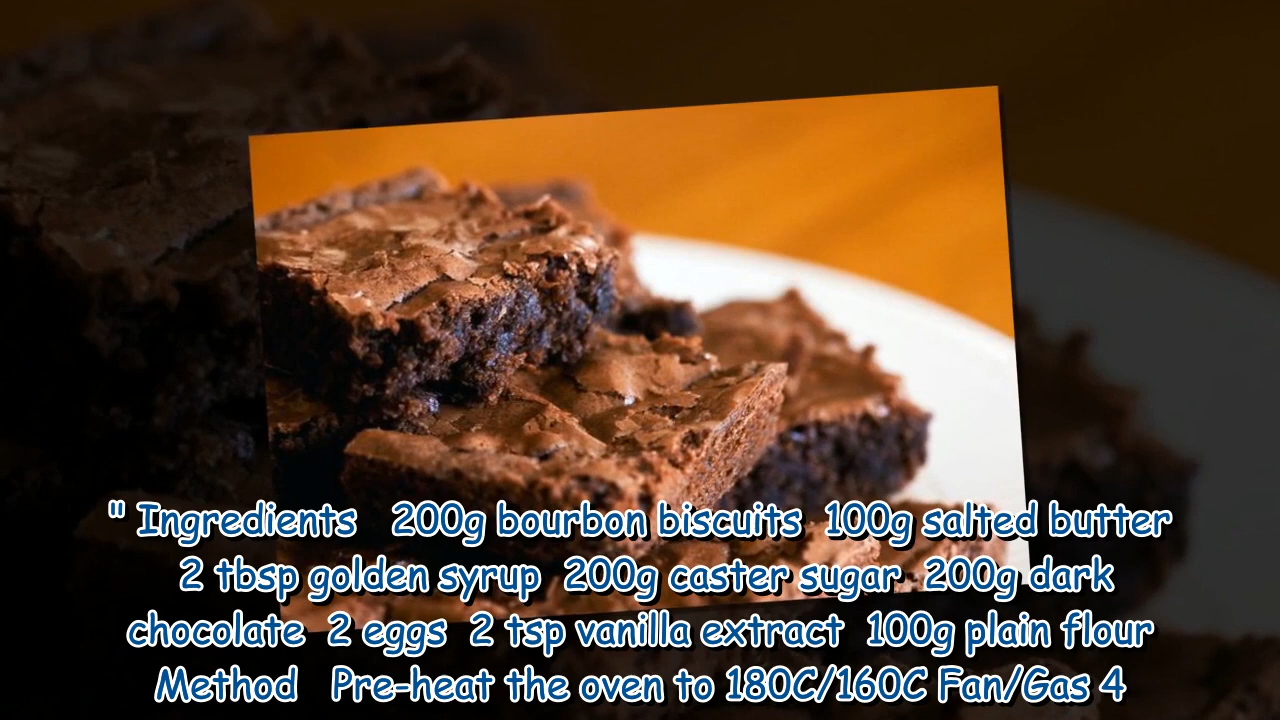 " Ingredients 200g bourbon biscuits 100g salted butter
2 tbsp golden syrup 200g caster sugar 200g dark
chocolate 2 eggs 2 tsp vanilla extract 100g plain flour
Method Pre-heat the oven to 180C/160C Fan/Gas 4